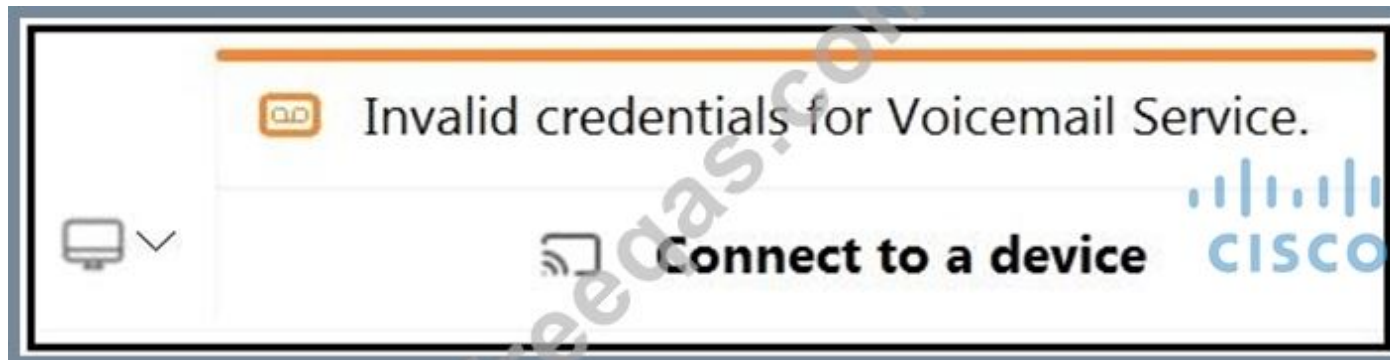 Invalid credentials for Voicemail Service.
Connect to a device
CISCO